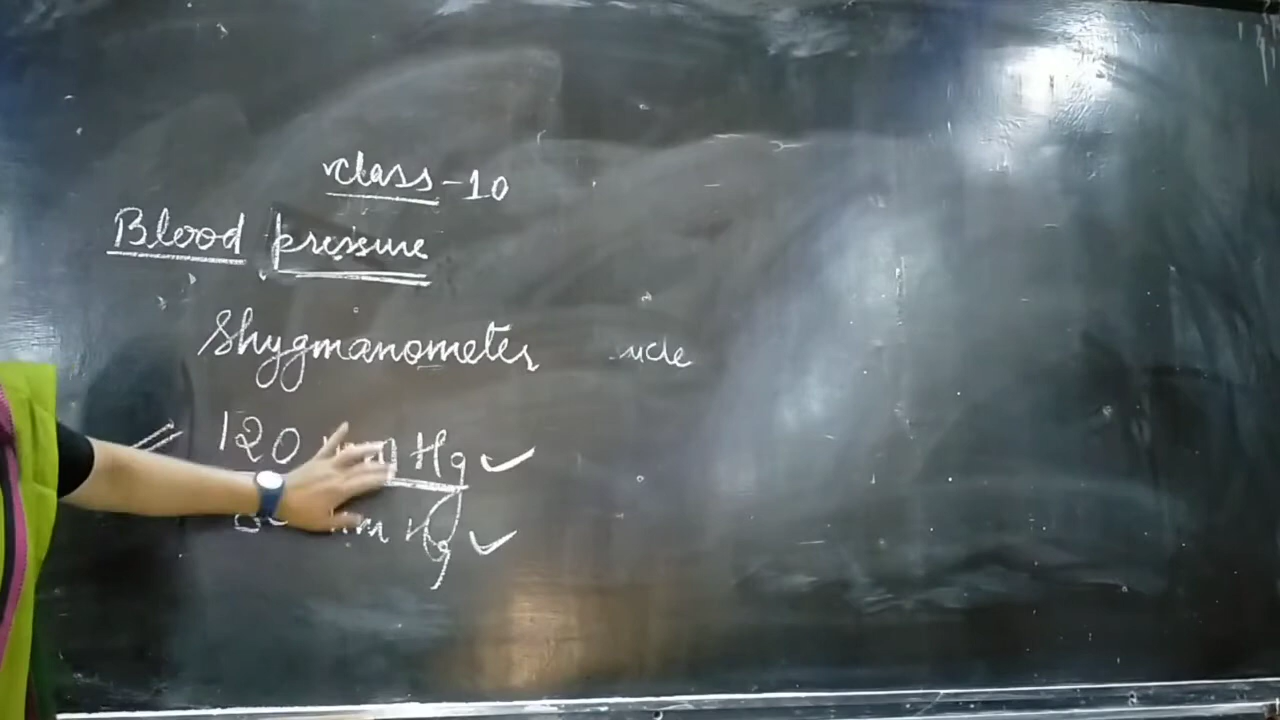 class-10
Blood pressure
Shygmanometer
120 mm Hg
mm Hg